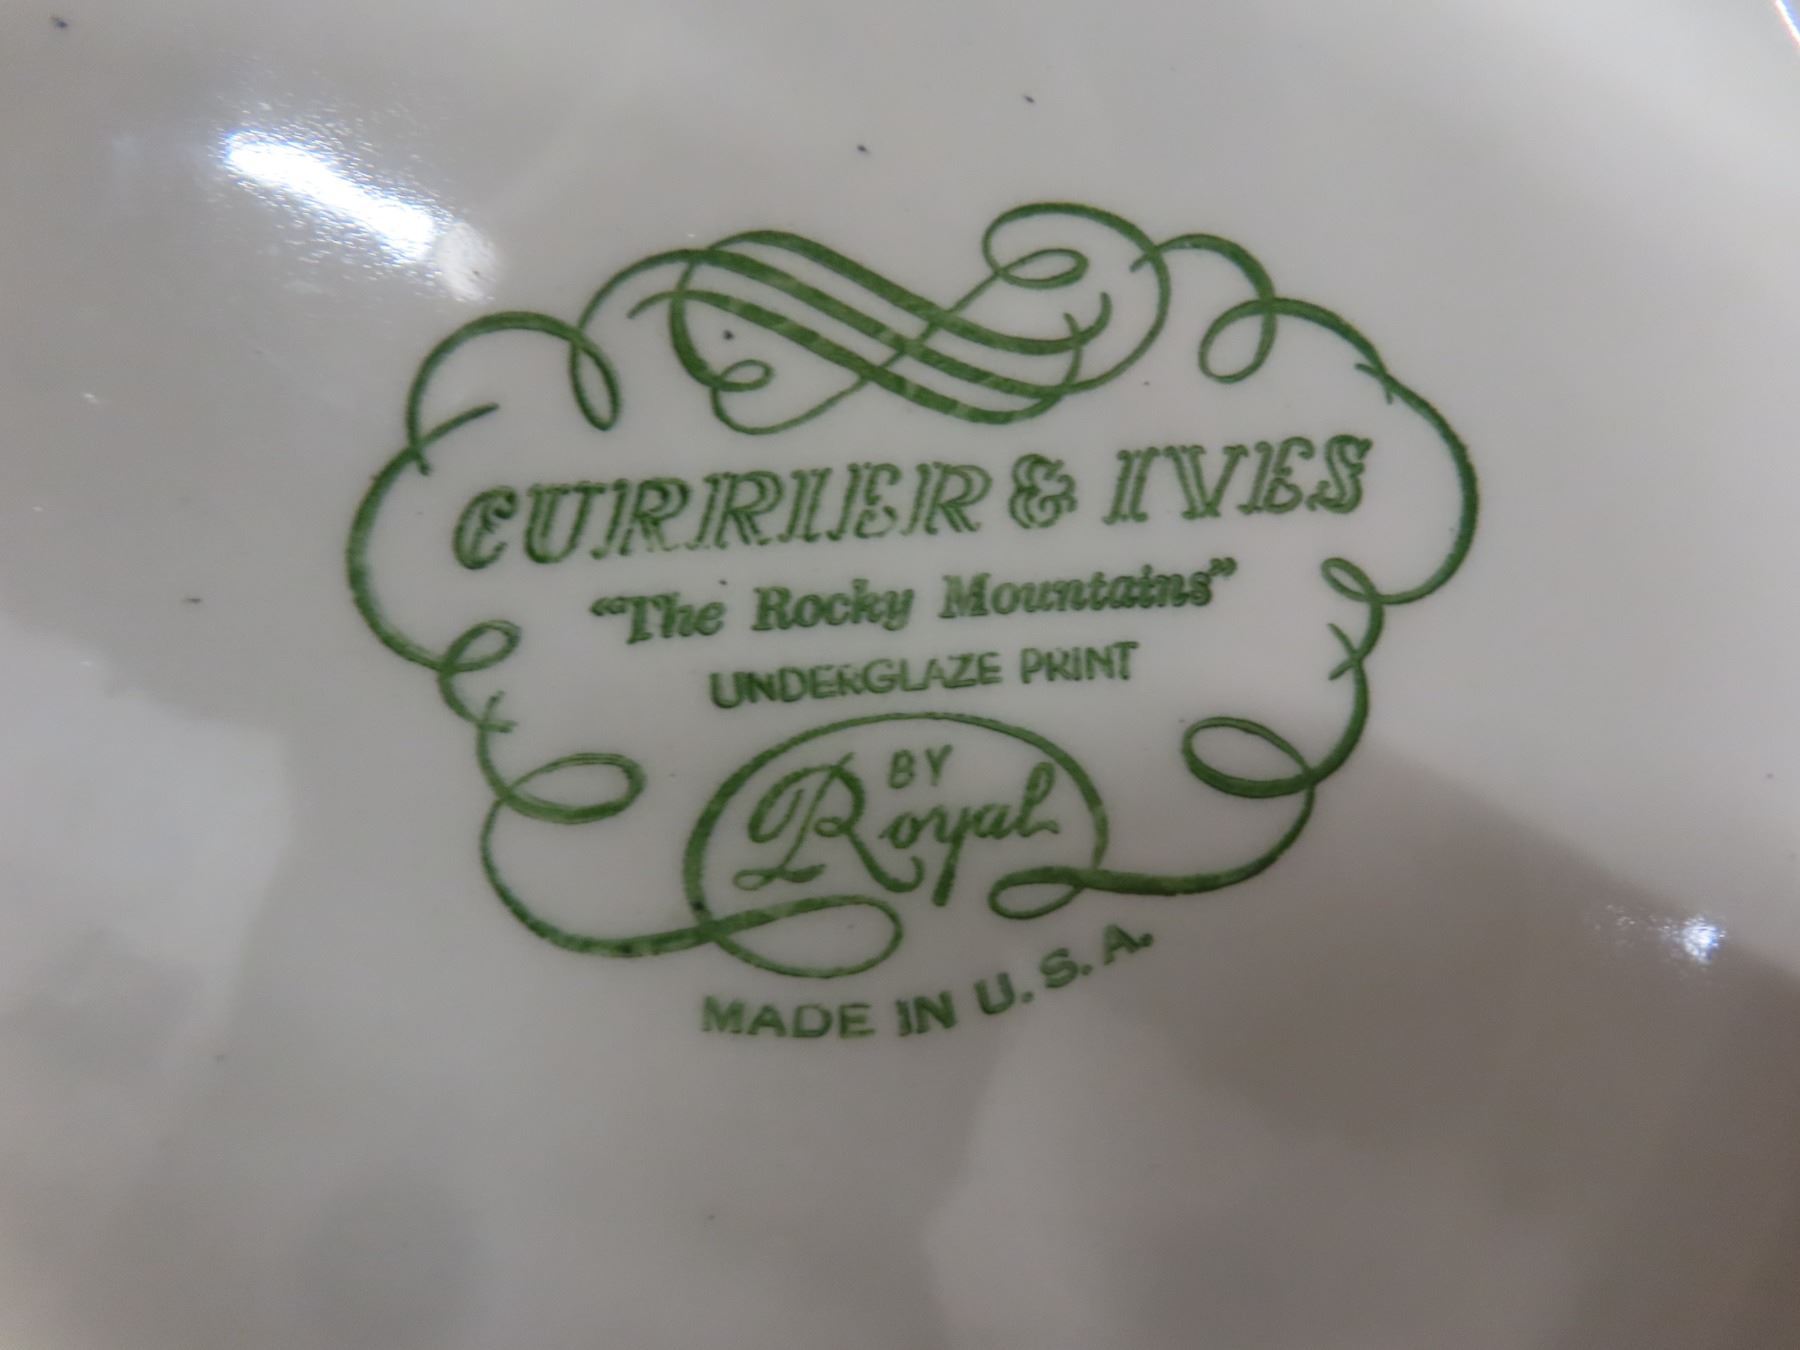 CURRIER & IVES
“The Rocky Mountains”
UNDERGLAZE PRINT
BY
Royal
MADE IN U.S.A.